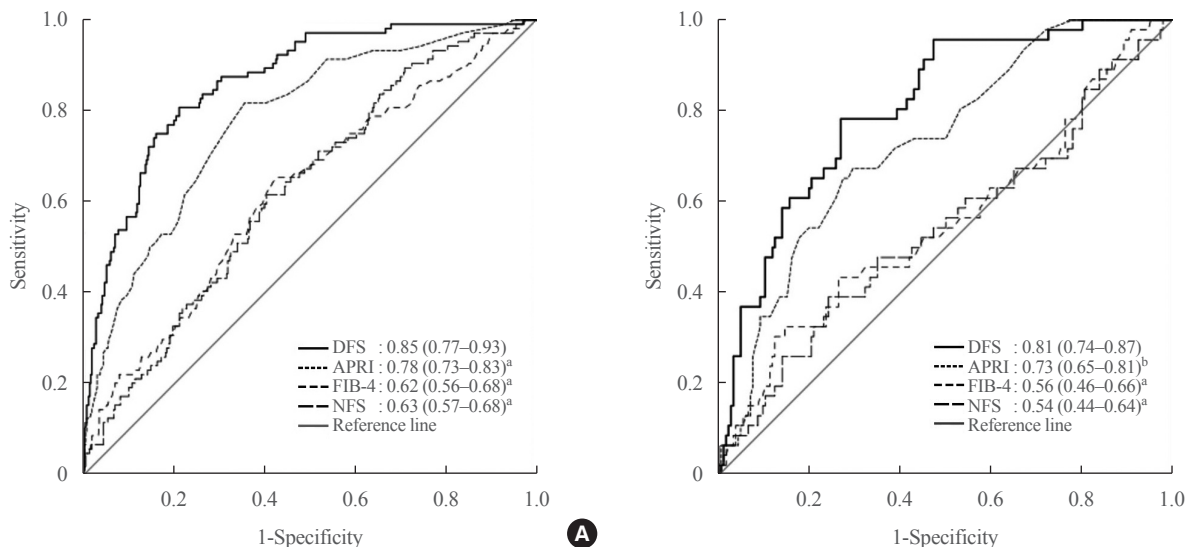 1.0
0.8
0.6
0.4
0.2
0
Sensitivity
DFS : 0.85 (0.77–0.93)
APRI : 0.78 (0.73–0.83)ᵃ
FIB-4 : 0.62 (0.56–0.68)ᵃ
NFS : 0.63 (0.57–0.68)ᵃ
Reference line
0.2 0.4 0.6 0.8 1.0
1-Specificity
A
1.0
0.8
0.6
0.4
0.2
0
Sensitivity
DFS : 0.81 (0.74–0.87)
APRI : 0.73 (0.65–0.81)ᵇ
FIB-4 : 0.56 (0.46–0.66)ᵃ
NFS : 0.54 (0.44–0.64)ᵃ
Reference line
0.2 0.4 0.6 0.8 1.0
1-Specificity